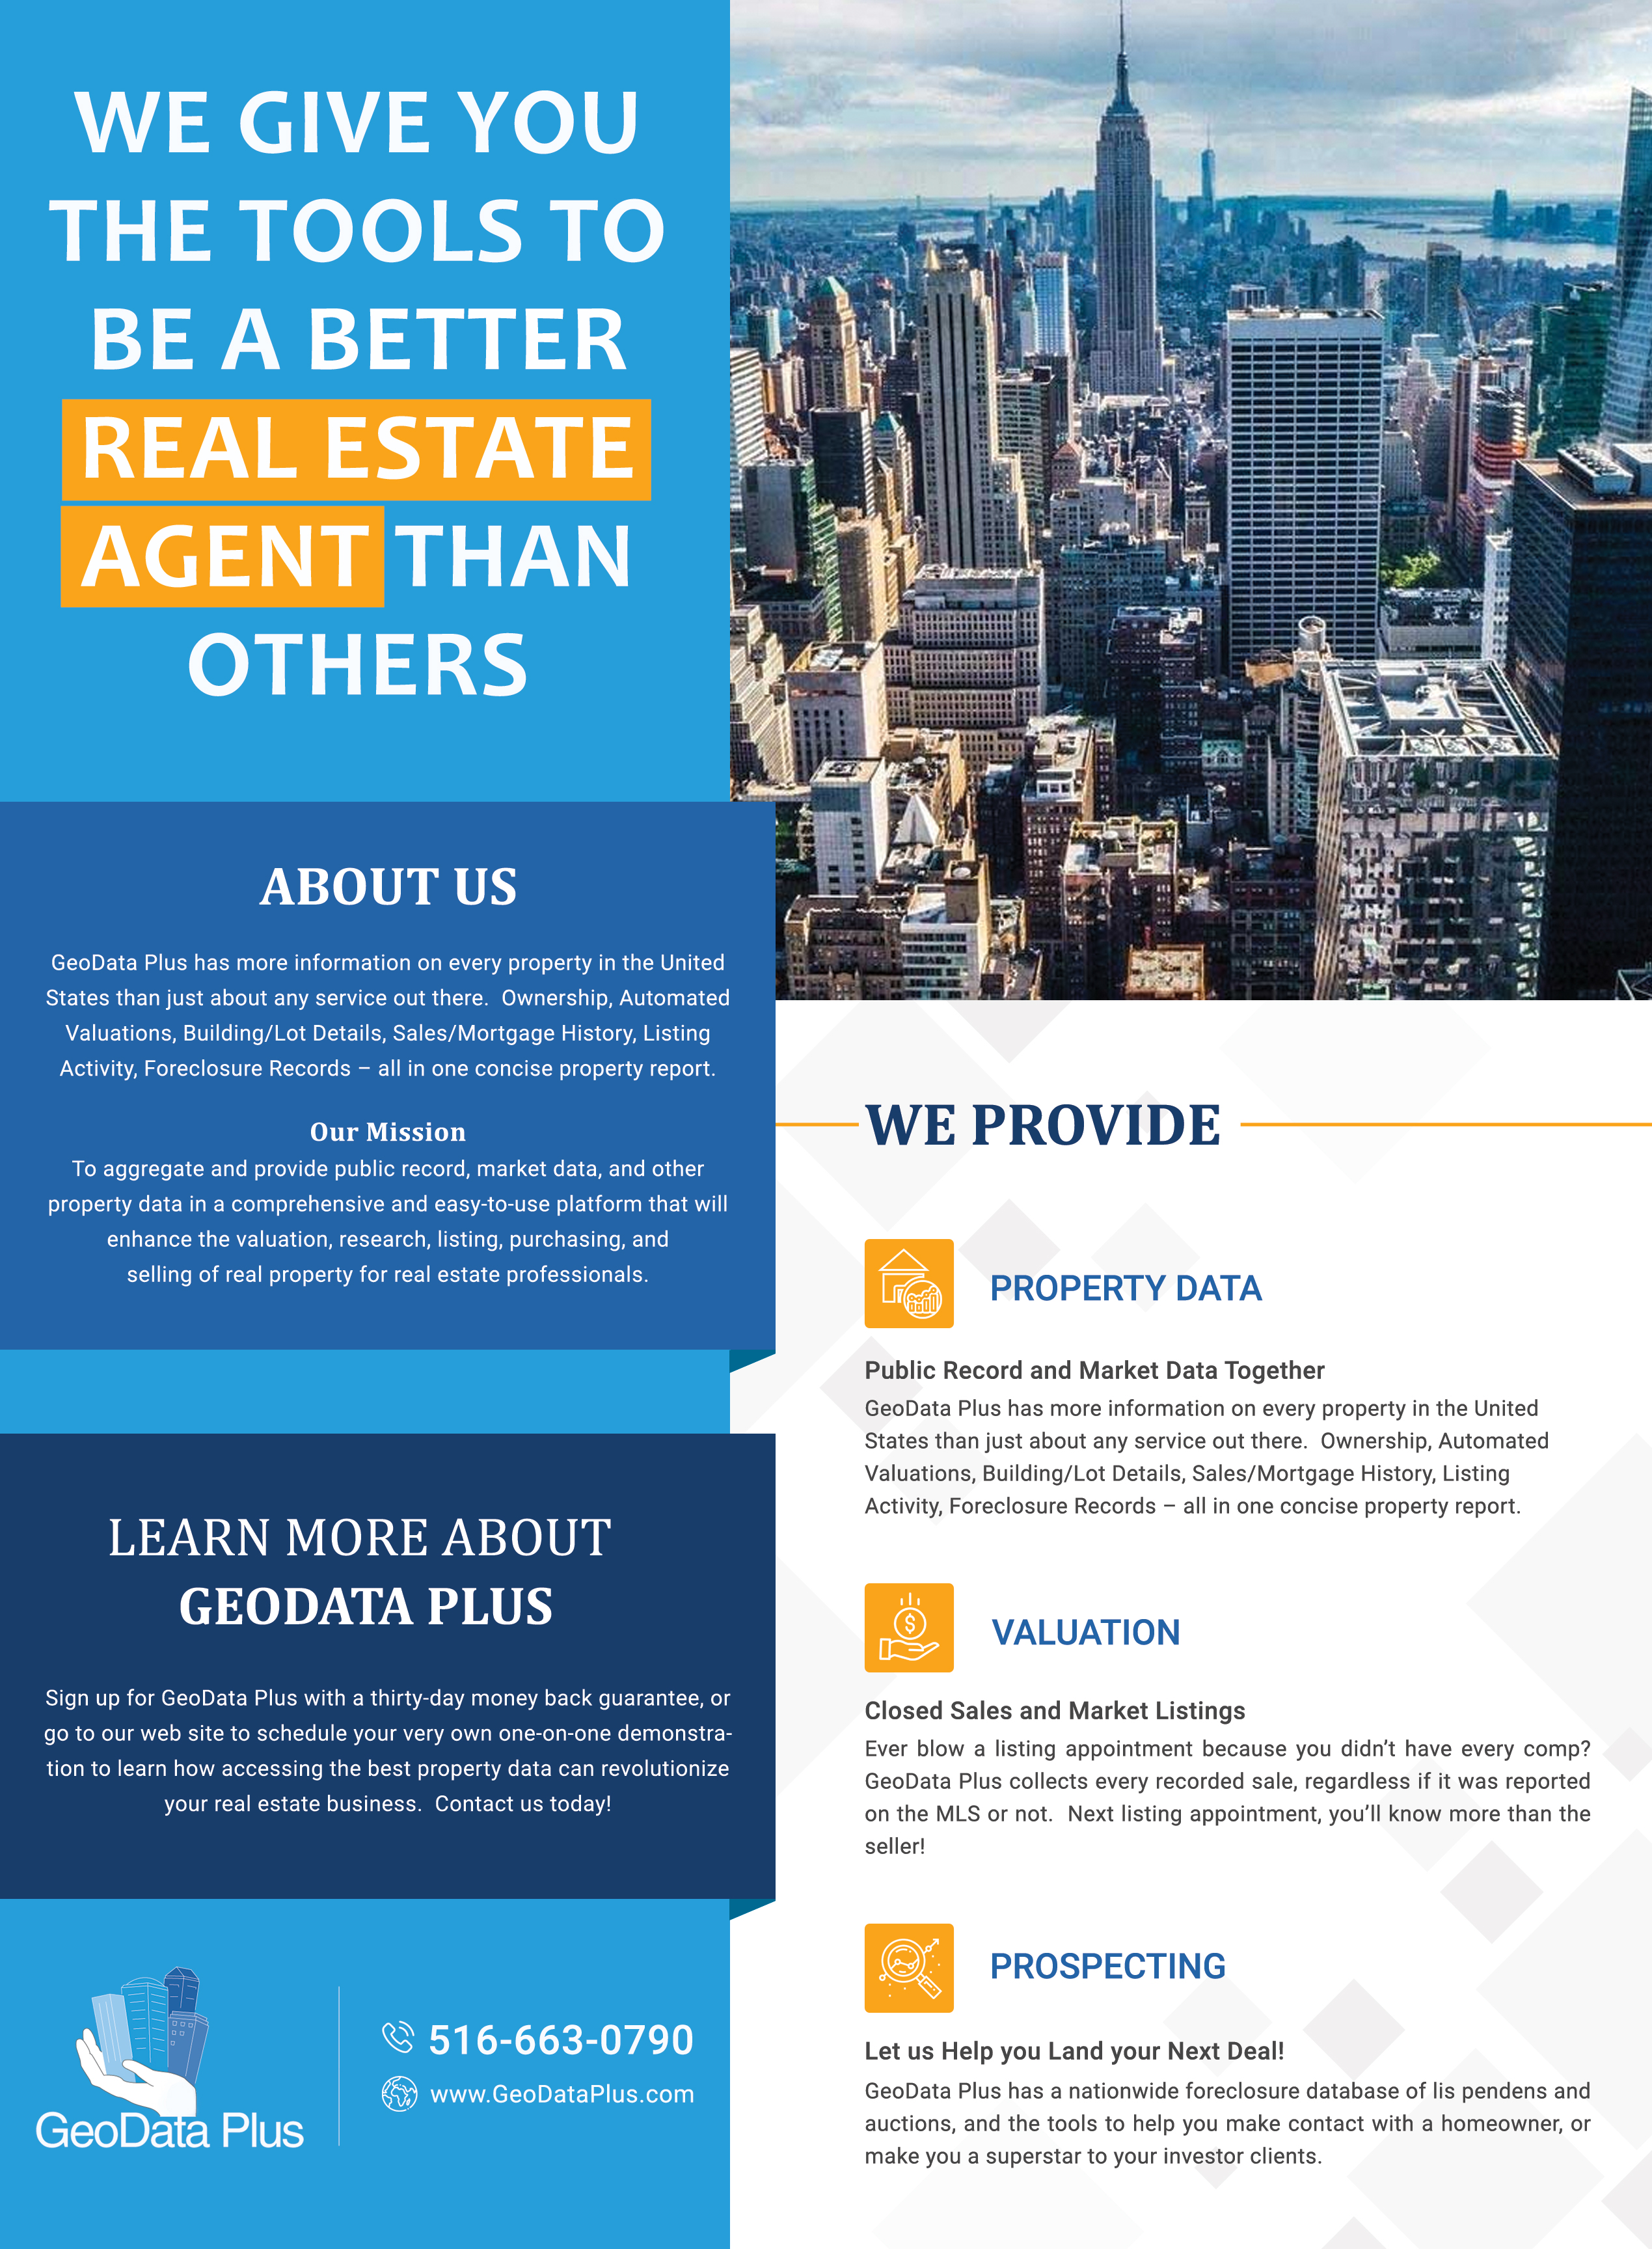 WE GIVE YOU
THE TOOLS TO
BE A BETTER
REAL ESTATE
AGENT THAN
OTHERS
ABOUT US
GeoData Plus has more information on every property in the United
States than just about any service out there.  Ownership, Automated
Valuations, Building/Lot Details, Sales/Mortgage History, Listing
Activity, Foreclosure Records – all in one concise property report.
Our Mission
To aggregate and provide public record, market data, and other
property data in a comprehensive and easy-to-use platform that will
enhance the valuation, research, listing, purchasing, and
selling of real property for real estate professionals.
LEARN MORE ABOUT
GEODATA PLUS
Sign up for GeoData Plus with a thirty-day money back guarantee, or
go to our web site to schedule your very own one-on-one demonstra-
tion to learn how accessing the best property data can revolutionize
your real estate business.  Contact us today!
GeoData Plus
516-663-0790
www.GeoDataPlus.com
WE PROVIDE
PROPERTY DATA
Public Record and Market Data Together
GeoData Plus has more information on every property in the United
States than just about any service out there.  Ownership, Automated
Valuations, Building/Lot Details, Sales/Mortgage History, Listing
Activity, Foreclosure Records – all in one concise property report.
VALUATION
Closed Sales and Market Listings
Ever blow a listing appointment because you didn’t have every comp?
GeoData Plus collects every recorded sale, regardless if it was reported
on the MLS or not.  Next listing appointment, you’ll know more than the
seller!
PROSPECTING
Let us Help you Land your Next Deal!
GeoData Plus has a nationwide foreclosure database of lis pendens and
auctions, and the tools to help you make contact with a homeowner, or
make you a superstar to your investor clients.